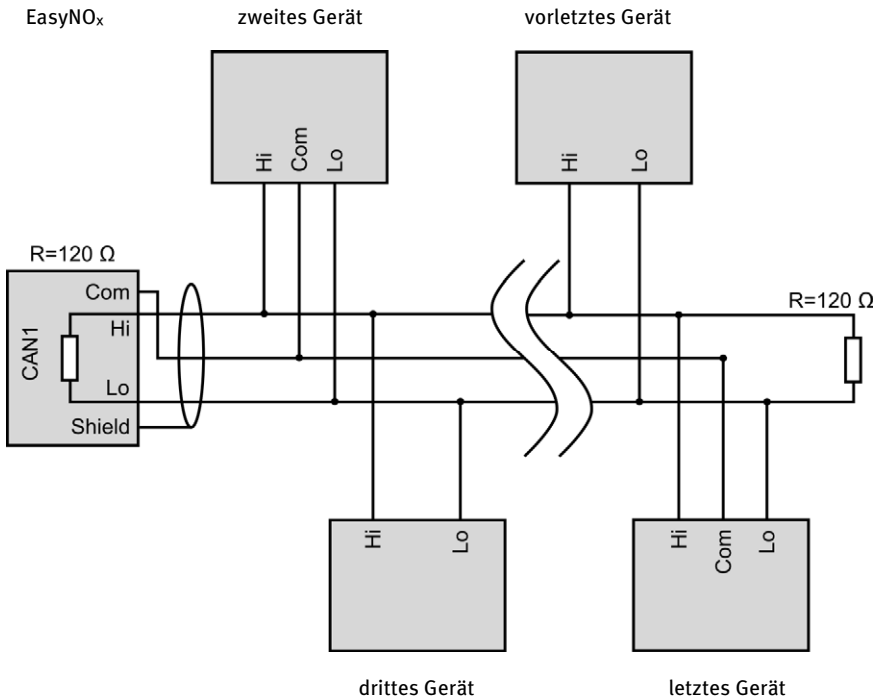 EasyNOₓ
zweites Gerät
vorletztes Gerät
Hi
Com
Lo
Hi
Lo
R=120 Ω
CAN1
Com
Hi
Lo
Shield
R=120 Ω
Hi
Lo
Hi
Com
Lo
drittes Gerät
letztes Gerät